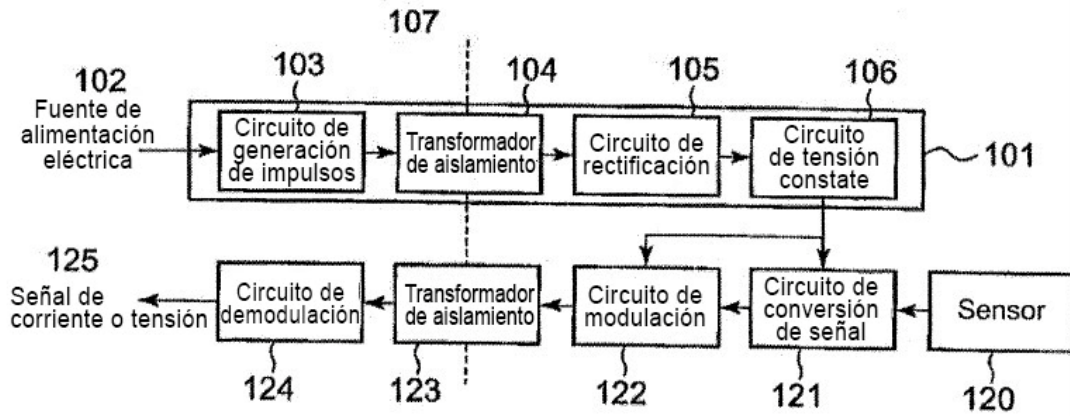 107
102
103
104
105
106
Fuente de
alimentación
eléctrica
Circuito de
generación
de impulsos
Transformador
de aislamiento
Circuito de
rectificación
Circuito
de tensión
constate
101
125
Señal de
corriente o tensión
Circuito de
demodulación
Transformador
de aislamiento
Circuito de
modulación
Circuito de
conversión
de señal
Sensor
124
123
122
121
120